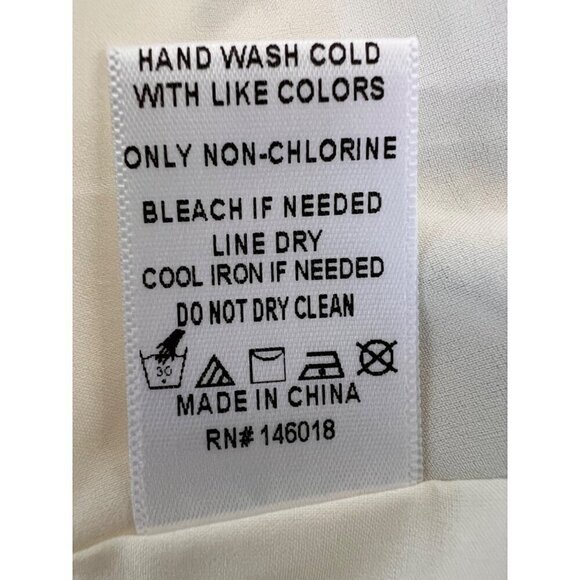 HAND WASH COLD
WITH LIKE COLORS
ONLY NON-CHLORINE
BLEACH IF NEEDED
LINE DRY
COOL IRON IF NEEDED
DO NOT DRY CLEAN
30
MADE IN CHINA
RN# 146018